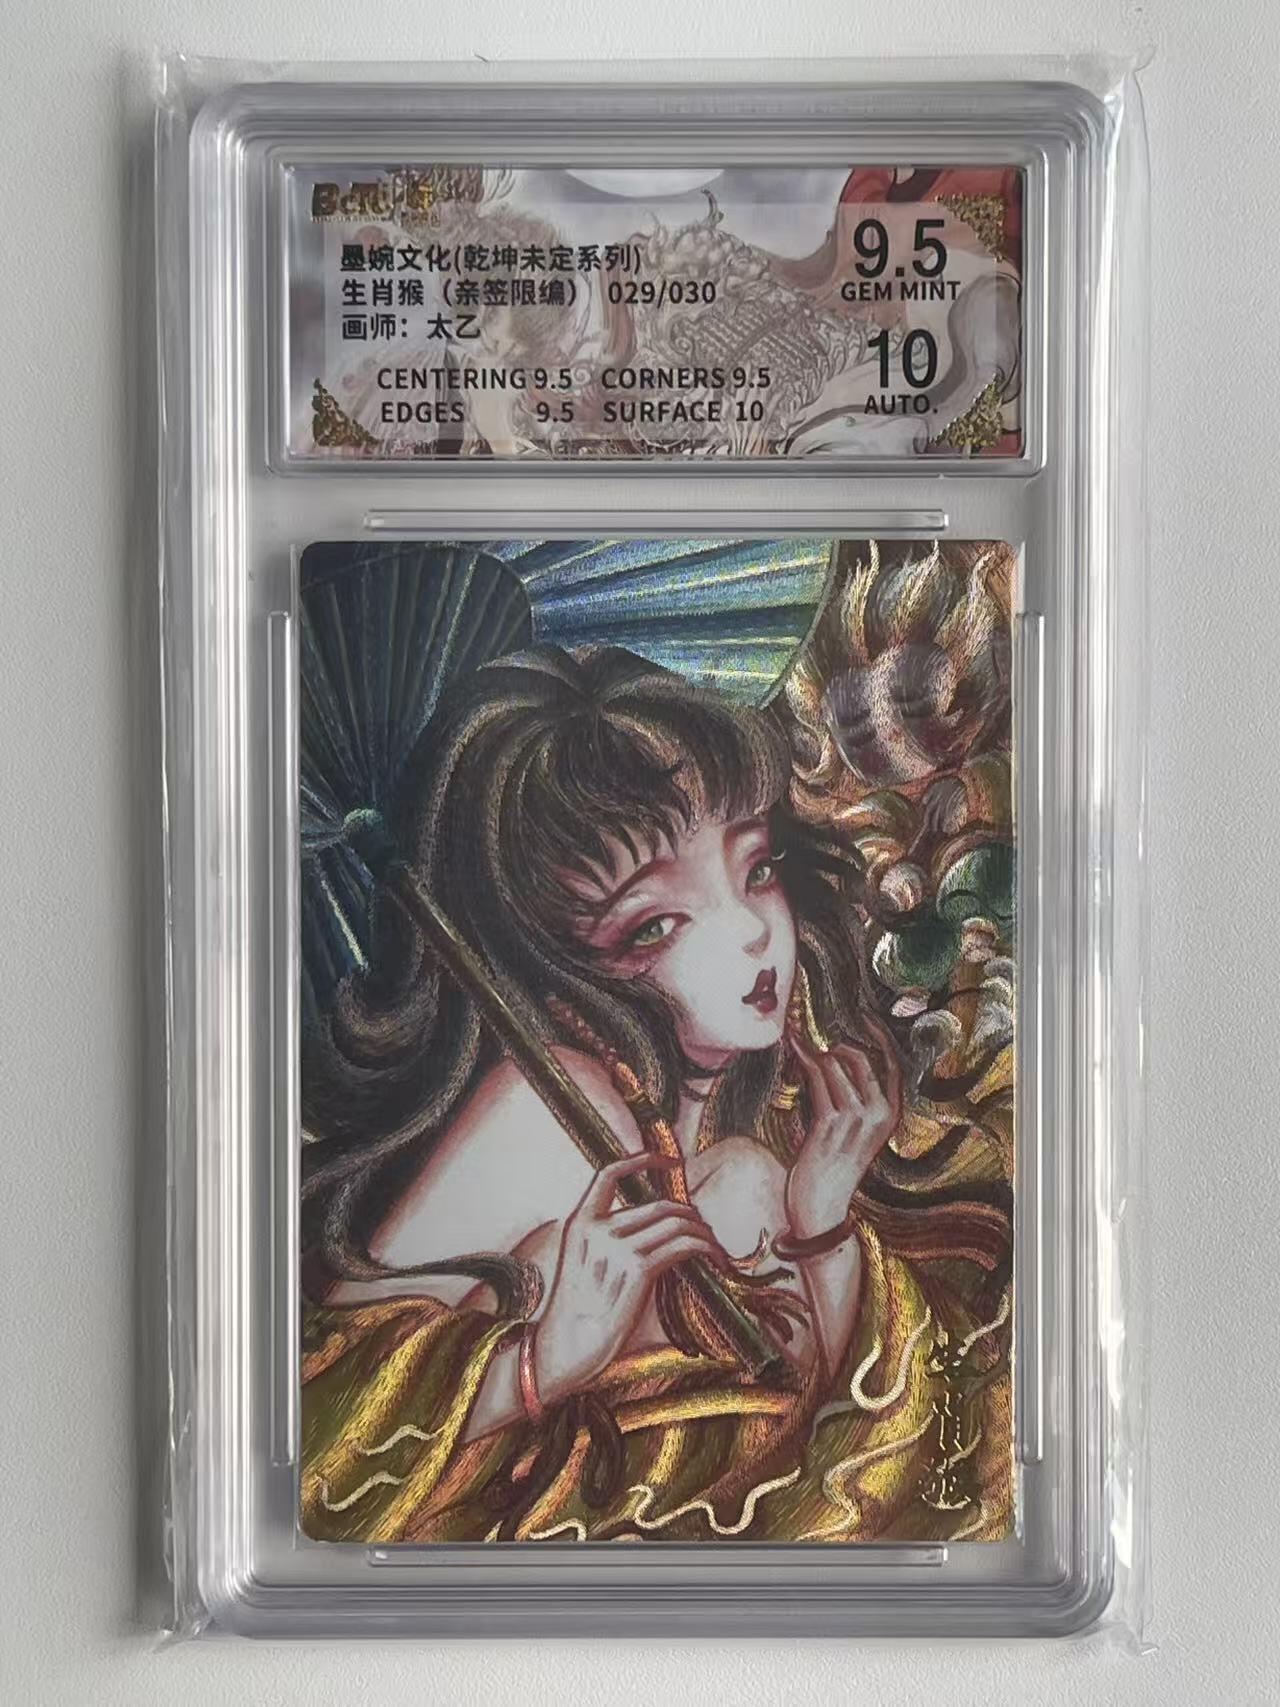 墨婉文化(乾坤未定系列)
生肖猴（亲签限编） 029/030
画师：太乙
CENTERING 9.5 CORNERS 9.5
EDGES 9.5 SURFACE 10
9.5
GEM MINT
10
AUTO.